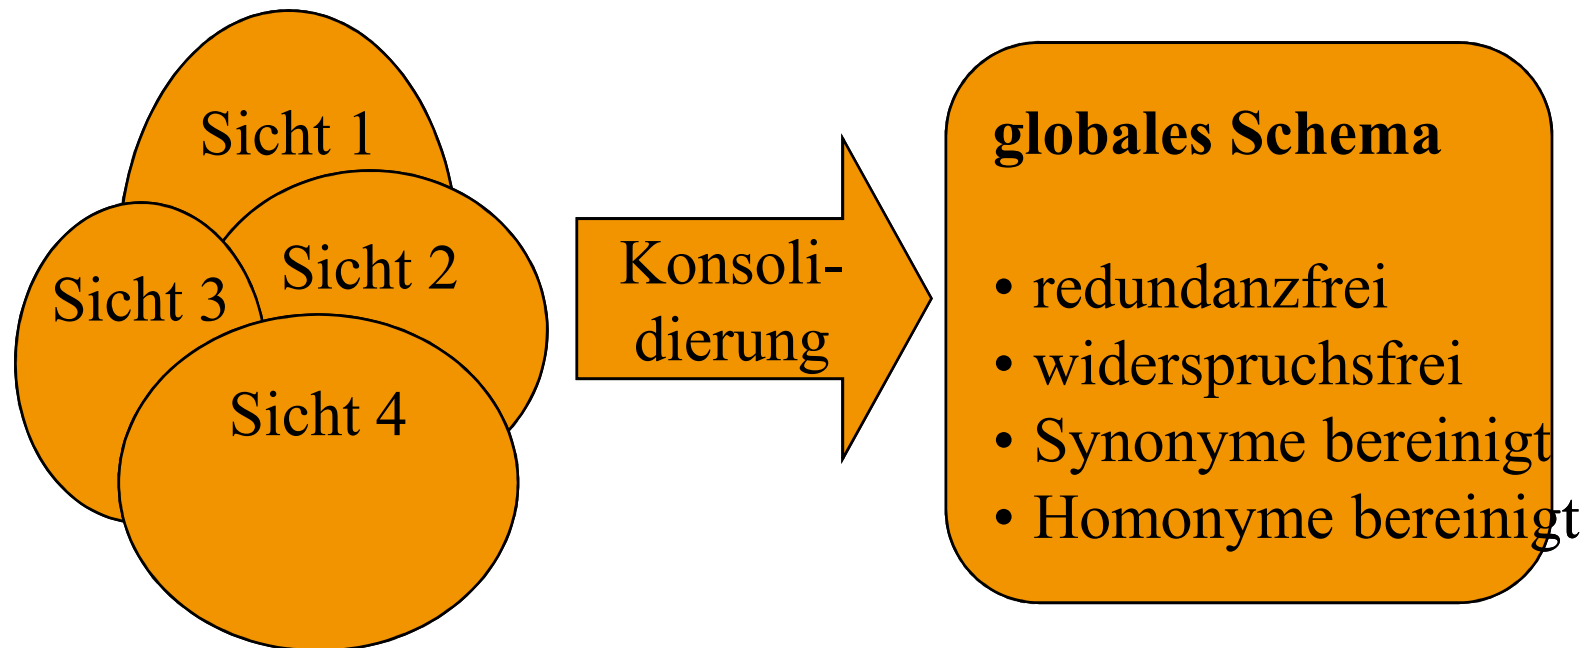 Sicht 1
Sicht 2
Sicht 3
Sicht 4
Konsoli-
dierung
globales Schema
• redundanzfrei
• widerspruchsfrei
• Synonyme bereinigt
• Homonyme bereinigt